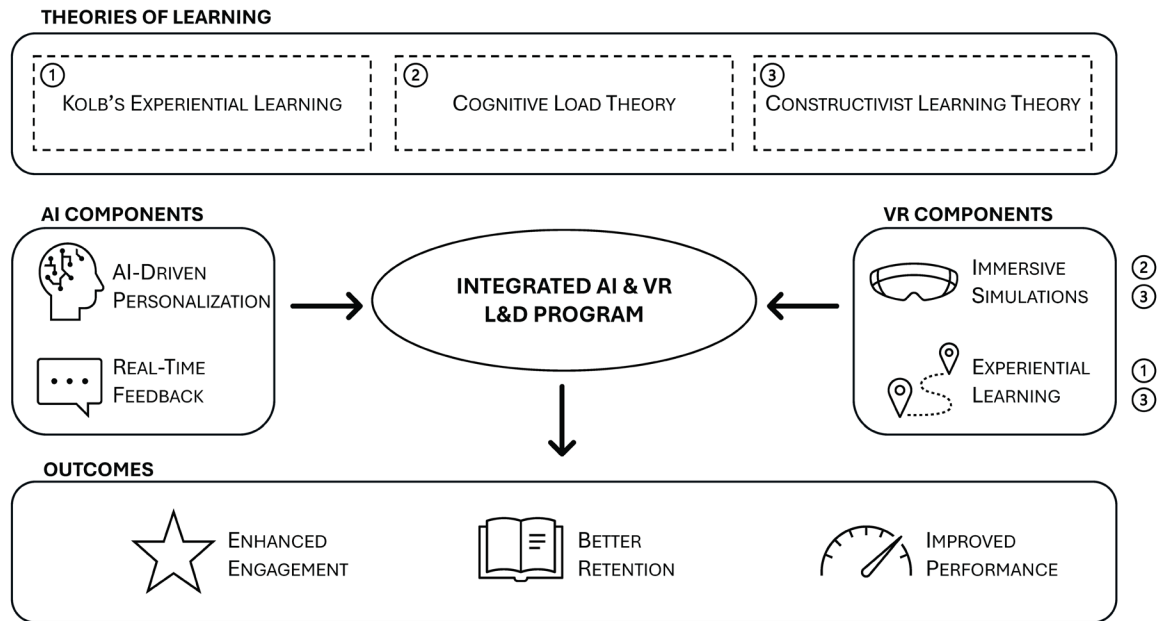 THEORIES OF LEARNING
1
KOLB'S EXPERIENTIAL LEARNING
2
COGNITIVE LOAD THEORY
3
CONSTRUCTIVIST LEARNING THEORY
AI COMPONENTS
AI-DRIVEN
PERSONALIZATION
REAL-TIME
FEEDBACK
INTEGRATED AI & VR
L&D PROGRAM
VR COMPONENTS
IMMERSIVE
SIMULATIONS
2
3
EXPERIENTIAL
LEARNING
1
3
OUTCOMES
ENHANCED
ENGAGEMENT
BETTER
RETENTION
IMPROVED
PERFORMANCE